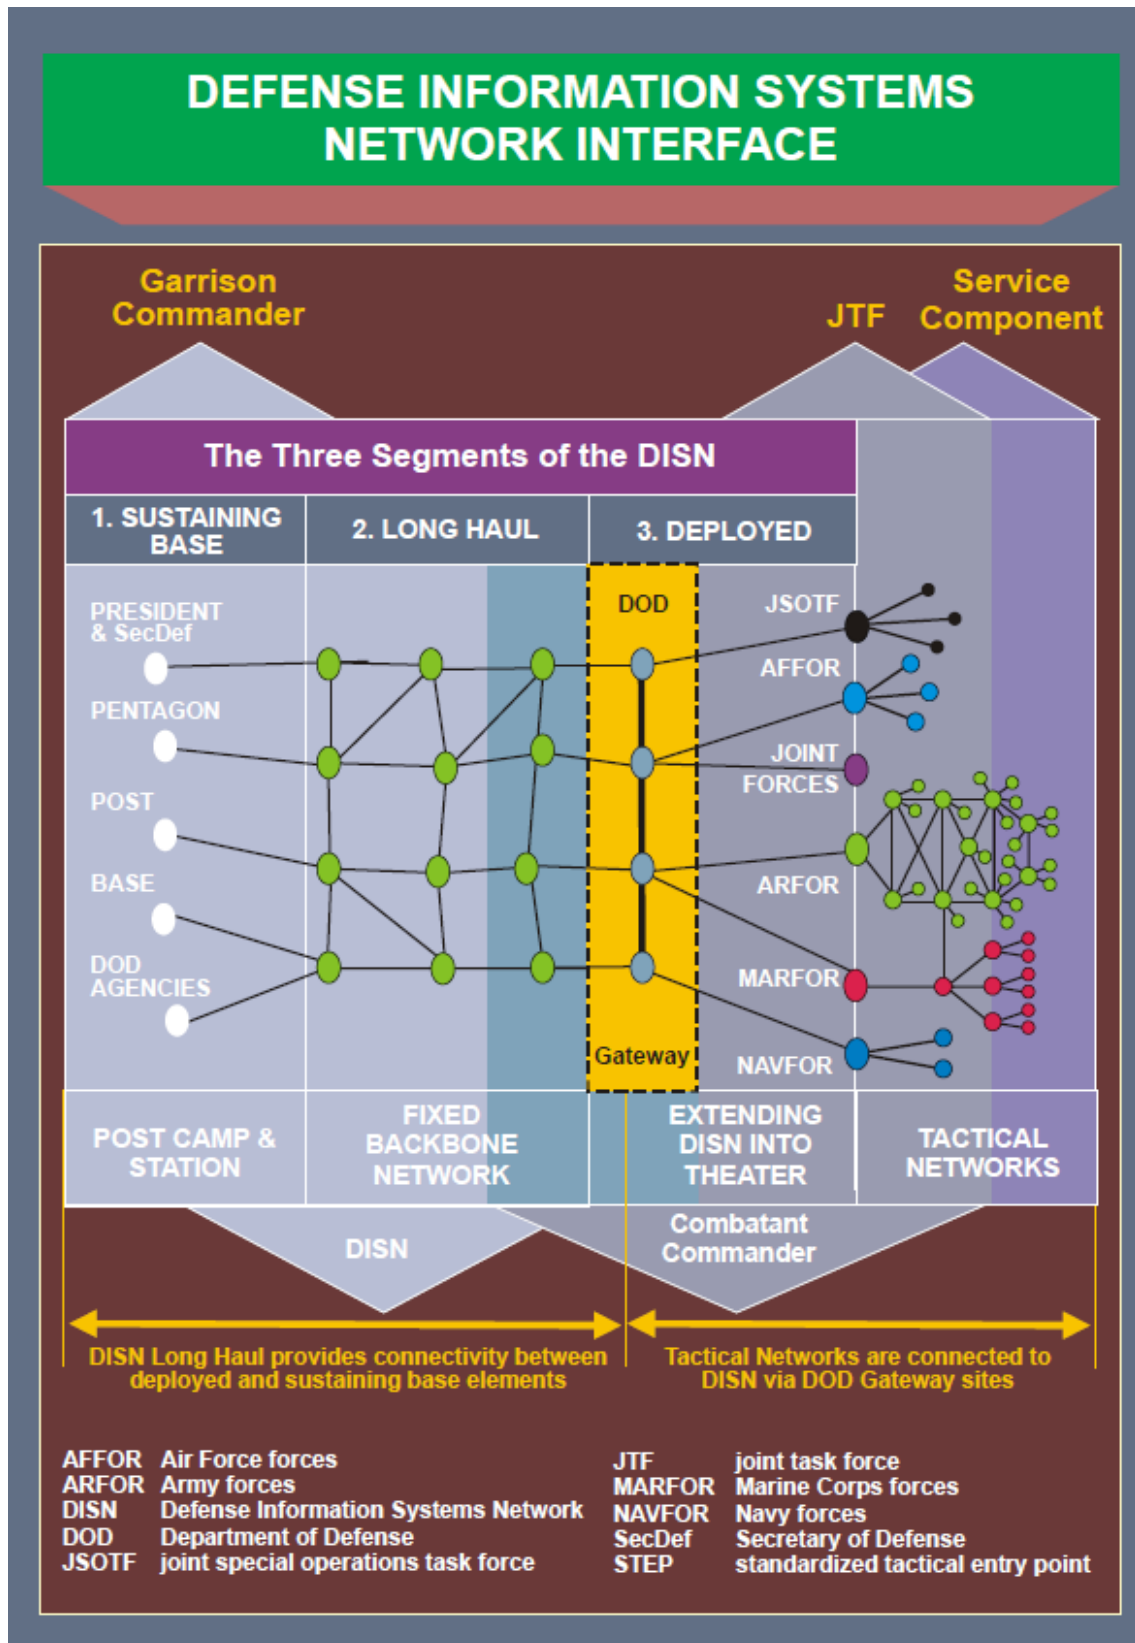 DEFENSE INFORMATION SYSTEMS
NETWORK INTERFACE
Garrison
Commander
JTF
Service
Component
The Three Segments of the DISN
1. SUSTAINING
BASE
2. LONG HAUL
3. DEPLOYED
PRESIDENT
& SecDef
PENTAGON
POST
BASE
DOD
AGENCIES
DOD
Gateway
JSOTF
AFFOR
JOINT
FORCES
ARFOR
MARFOR
NAVFOR
POST CAMP &
STATION
FIXED
BACKBONE
NETWORK
EXTENDING
DISN INTO
THEATER
TACTICAL
NETWORKS
DISN
Combatant
Commander
DISN Long Haul provides connectivity between
deployed and sustaining base elements
Tactical Networks are connected to
DISN via DOD Gateway sites
AFFOR Air Force forces
ARFOR Army forces
DISN Defense Information Systems Network
DOD Department of Defense
JSOTF joint special operations task force
JTF joint task force
MARFOR Marine Corps forces
NAVFOR Navy forces
SecDef Secretary of Defense
STEP standardized tactical entry point